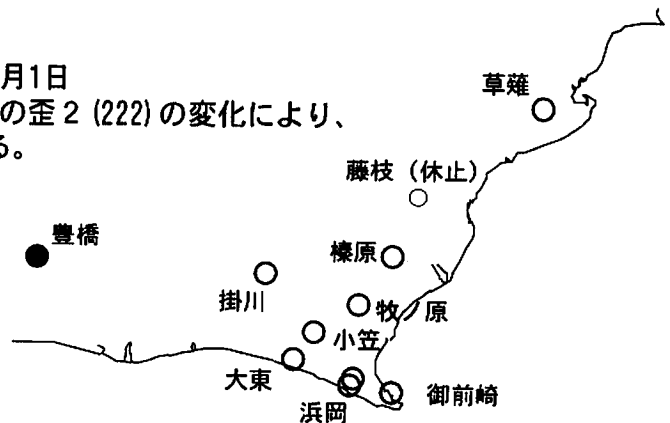 月1日
の歪2 (222) の変化により、
る。
草薙
藤枝 (休止)
豊橋
榛原
掛川
牧ノ原
小笠
大東
浜岡
御前崎